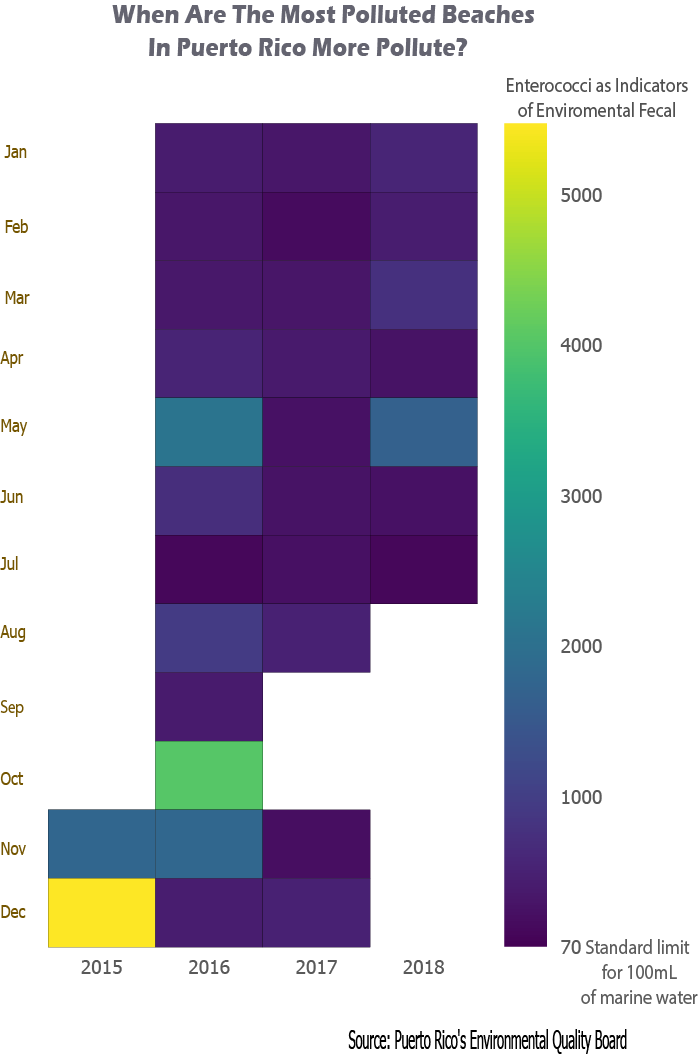 When Are The Most Polluted Beaches
In Puerto Rico More Pollute?
Enterococci as Indicators
of Enviromental Fecal
Jan
Feb
Mar
Apr
May
Jun
Jul
Aug
Sep
Oct
Nov
Dec
5000
4000
3000
2000
1000
70 Standard limit
for 100mL
of marine water
2015 2016 2017 2018
Source: Puerto Rico's Environmental Quality Board